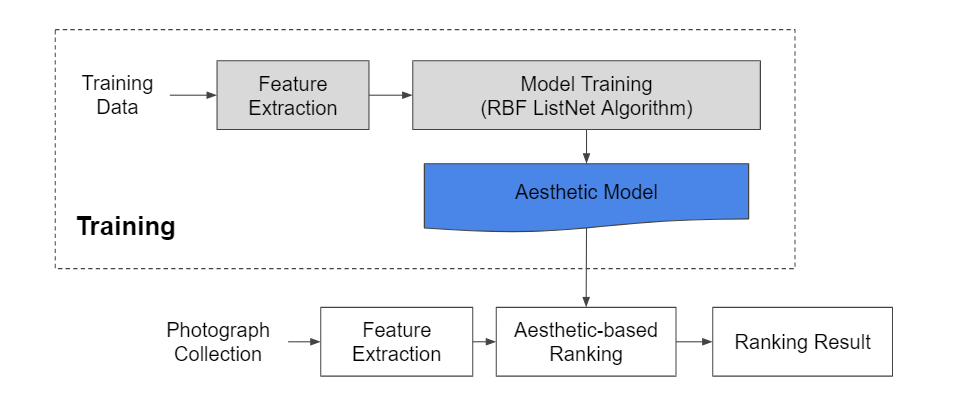 Training
Data
Feature
Extraction
Model Training
(RBF ListNet Algorithm)
Aesthetic Model
Training
Photograph
Collection
Feature
Extraction
Aesthetic-based
Ranking
Ranking Result